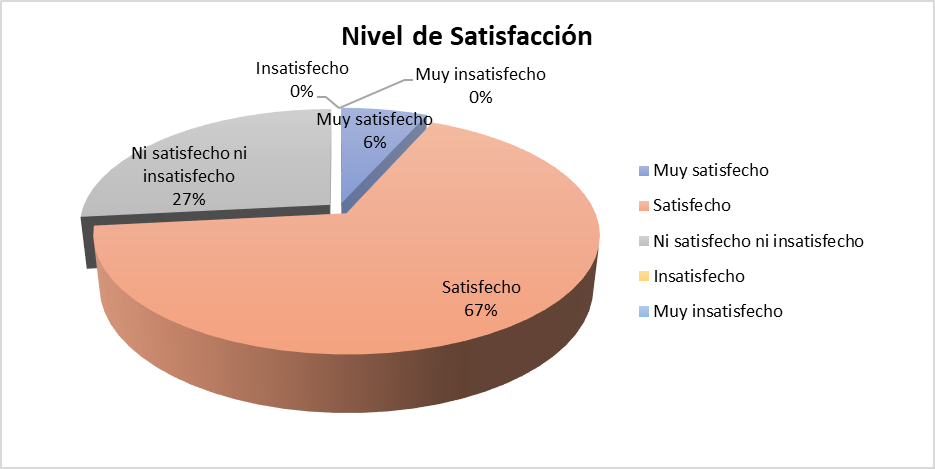 Nivel de Satisfacción
Insatisfecho
0%
Muy insatisfecho
0%
Muy satisfecho
6%
Ni satisfecho ni
insatisfecho
27%
Satisfecho
67%
Muy satisfecho
Satisfecho
Ni satisfecho ni insatisfecho
Insatisfecho
Muy insatisfecho